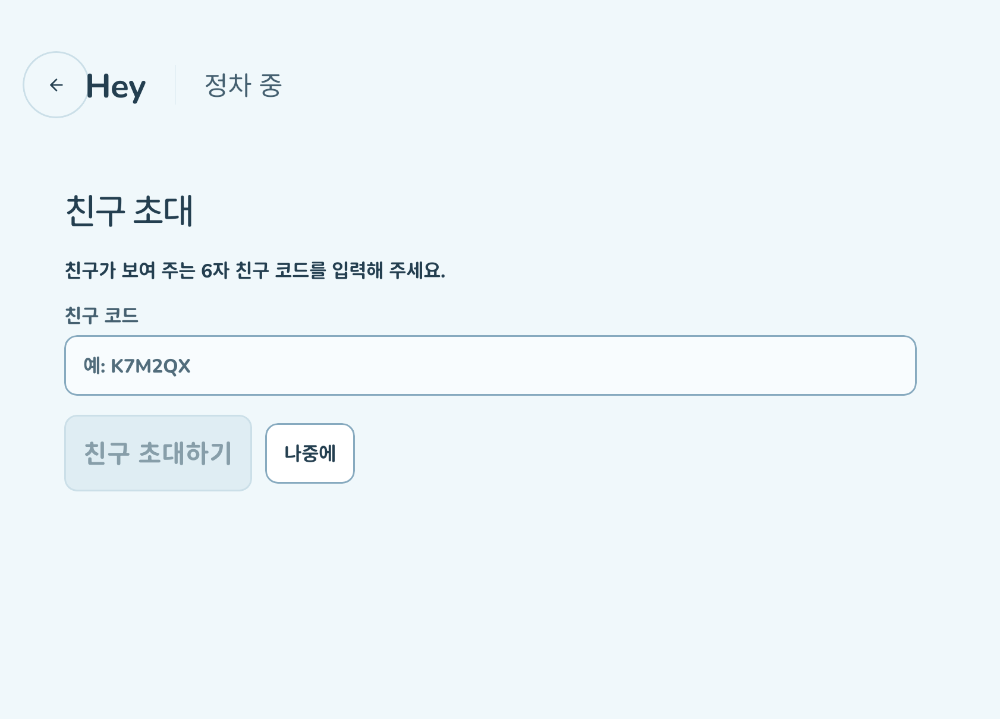 Hey
정차 중
친구 초대
친구가 보여 주는 6자 친구 코드를 입력해 주세요.
친구 코드
예: K7M2QX
친구 초대하기
나중에